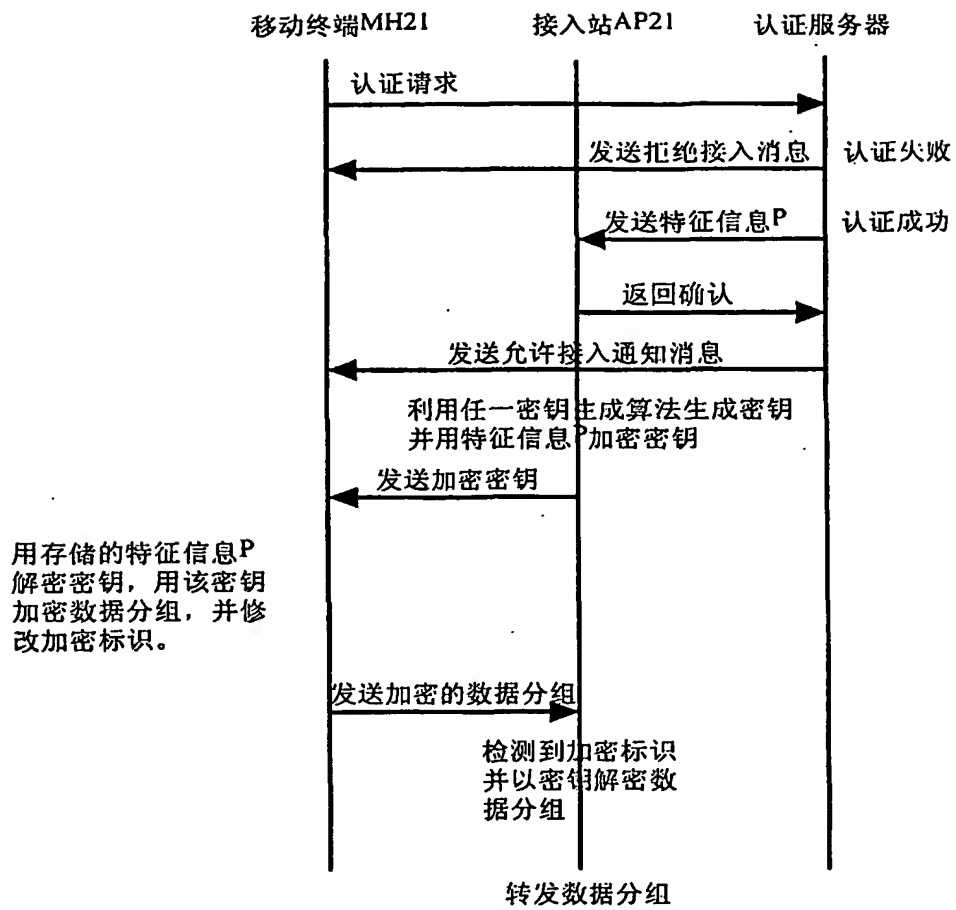 移动终端MH21 接入站AP21 认证服务器
认证请求
发送拒绝接入消息 认证失败
发送特征信息P 认证成功
返回确认
发送允许接入通知消息
利用任一密钥生成算法生成密钥
并用特征信息P加密密钥
发送加密密钥
用存储的特征信息P
解密密钥，用该密钥
加密数据分组，并修
改加密标识。
发送加密的数据分组
检测到加密标识
并以密钥解密数
据分组
转发数据分组